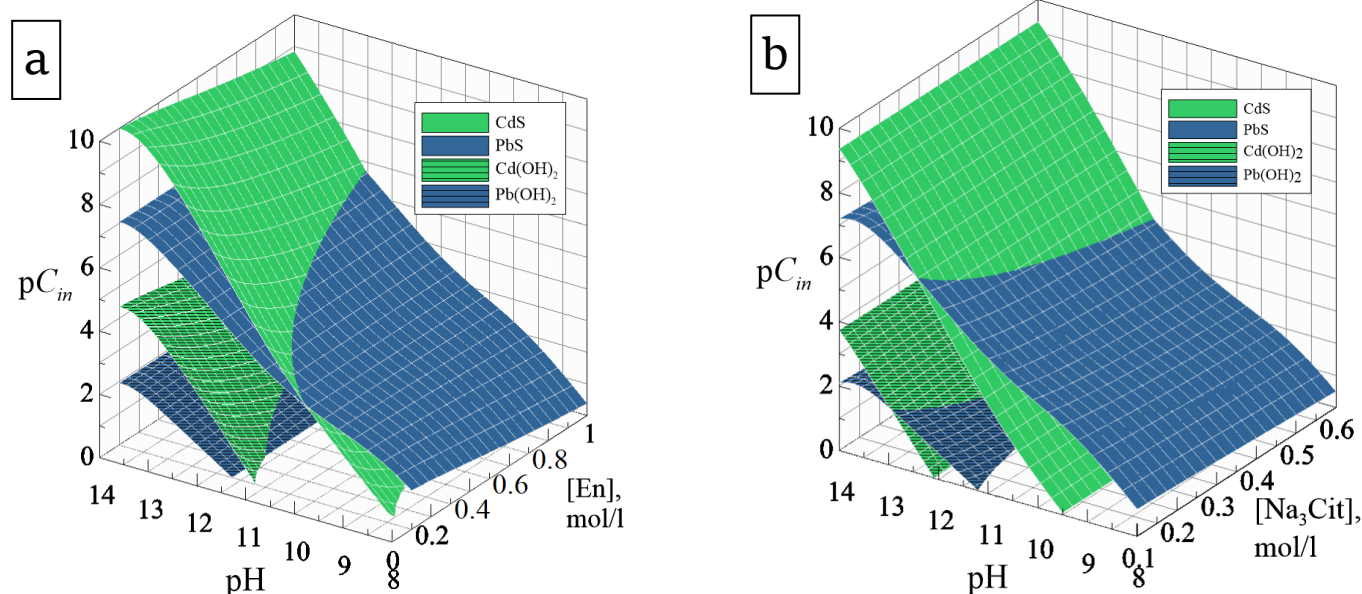 a
CdS
PbS
Cd(OH)₂
Pb(OH)₂
pC_in
10
8
6
4
2
0
14
13
12
11
10
9
8
pH
0
0.2
0.4
0.6
0.8
1
[En],
mol/l
b
CdS
PbS
Cd(OH)2
Pb(OH)2
pC_in
10
8
6
4
2
0
14
13
12
11
10
9
8
pH
0.1
0.2
0.3
0.4
0.5
0.6
[Na₃Cit],
mol/l